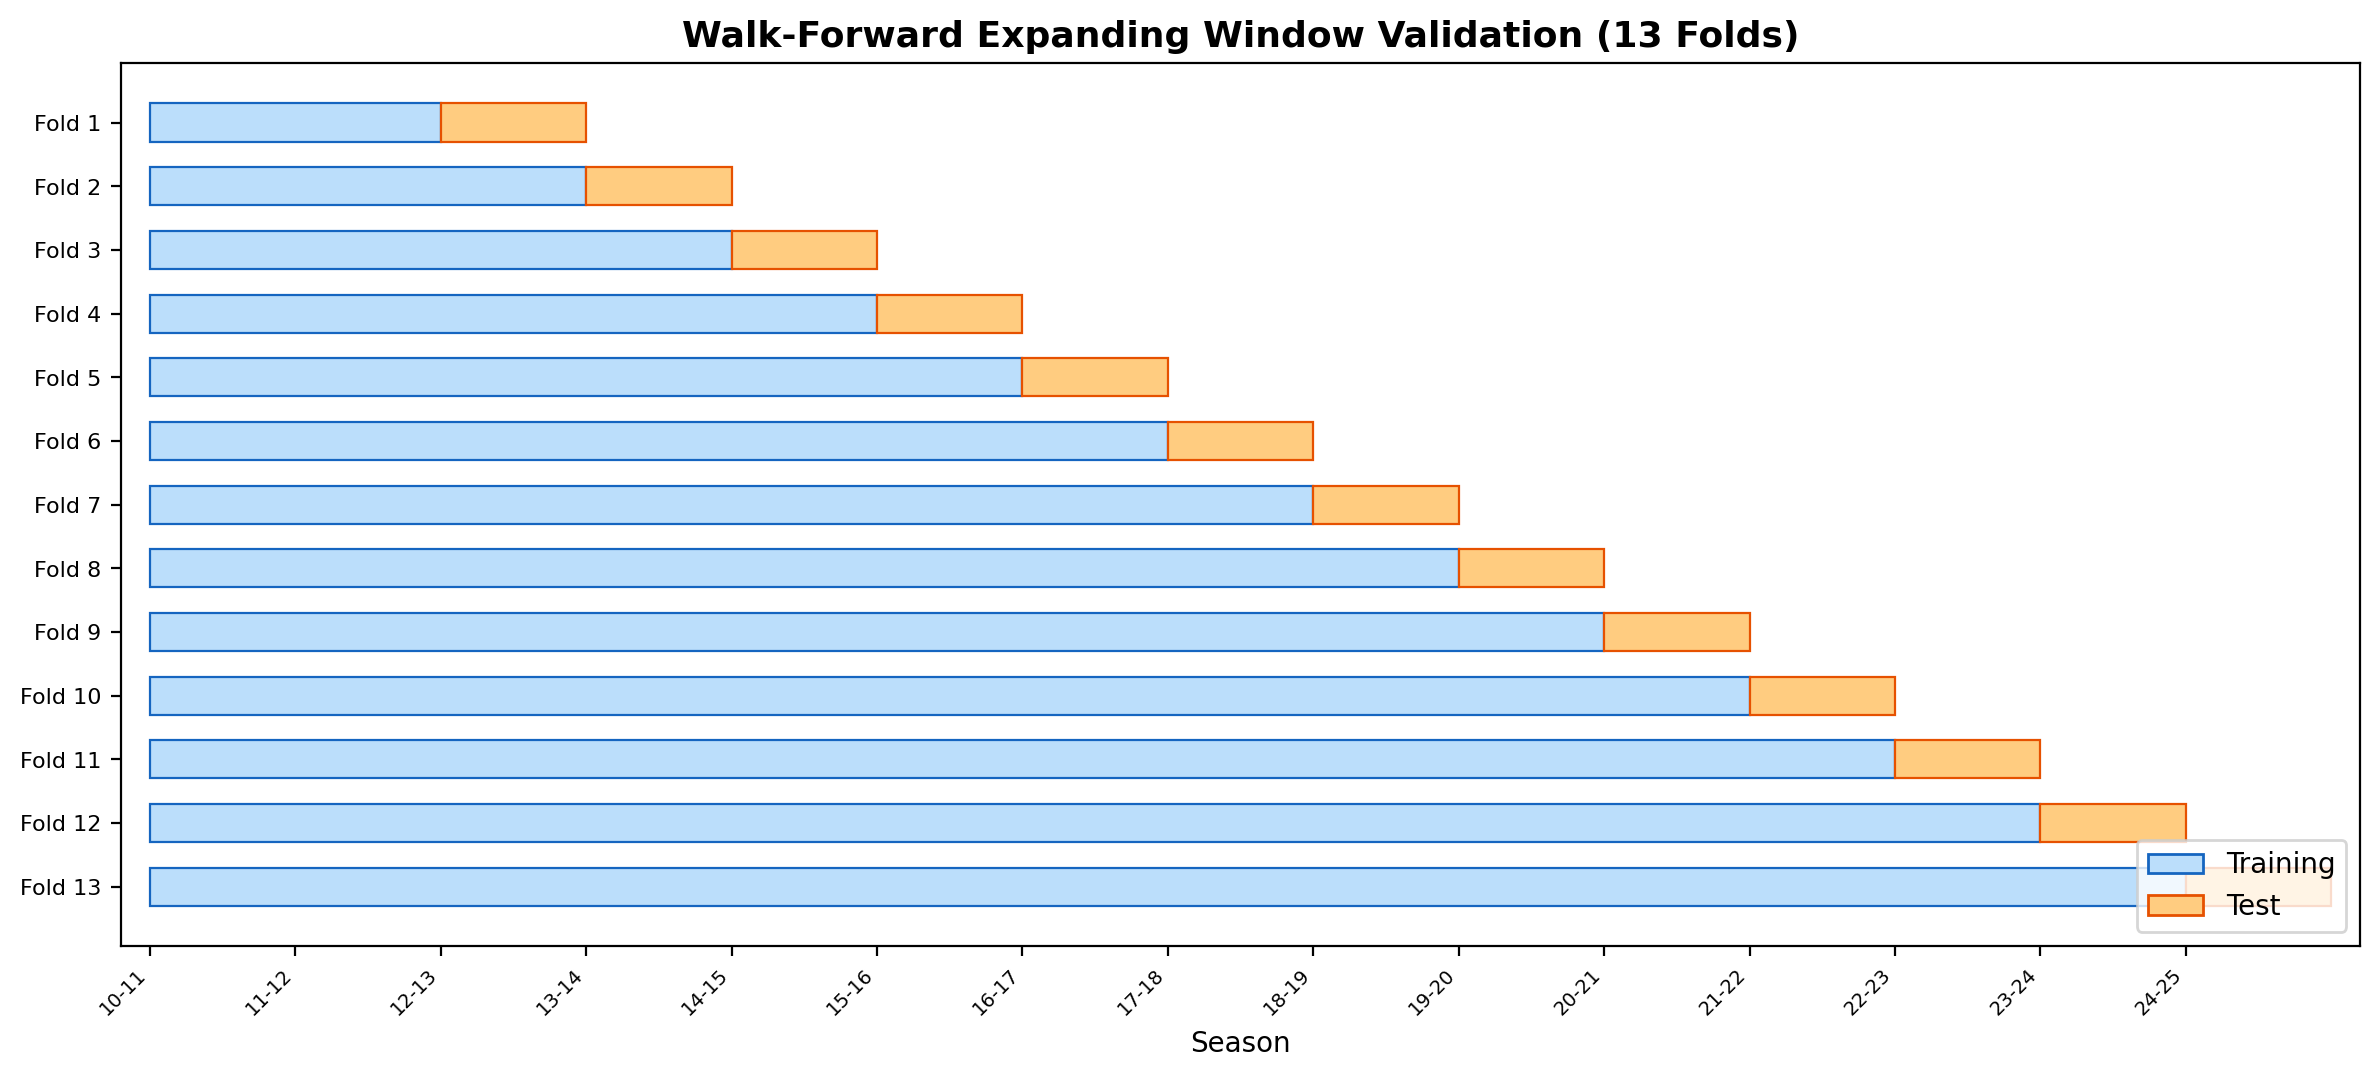 Walk-Forward Expanding Window Validation (13 Folds)
Fold 1
Fold 2
Fold 3
Fold 4
Fold 5
Fold 6
Fold 7
Fold 8
Fold 9
Fold 10
Fold 11
Fold 12
Fold 13
Training
Test
10-11 11-12 12-13 13-14 14-15 15-16 16-17 17-18 18-19 19-20 20-21 21-22 22-23 23-24 24-25
Season